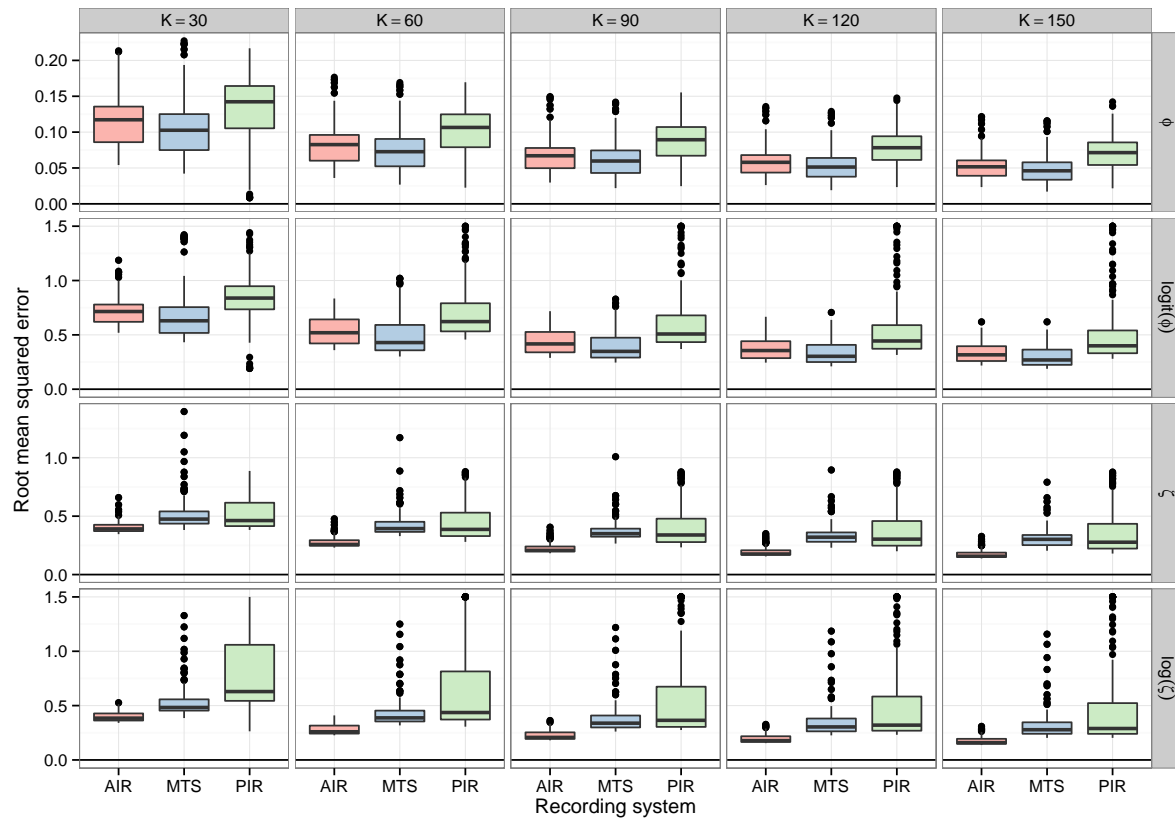 K = 30 K = 60 K = 90 K = 120 K = 150
Root mean squared error
0.20
0.15
0.10
0.05
0.00
ϕ
1.5
1.0
0.5
0.0
logit(ϕ)
1.0
0.5
0.0
ζ
1.5
1.0
0.5
0.0
log(ζ)
AIR MTS PIR AIR MTS PIR AIR MTS PIR AIR MTS PIR AIR MTS PIR
Recording system